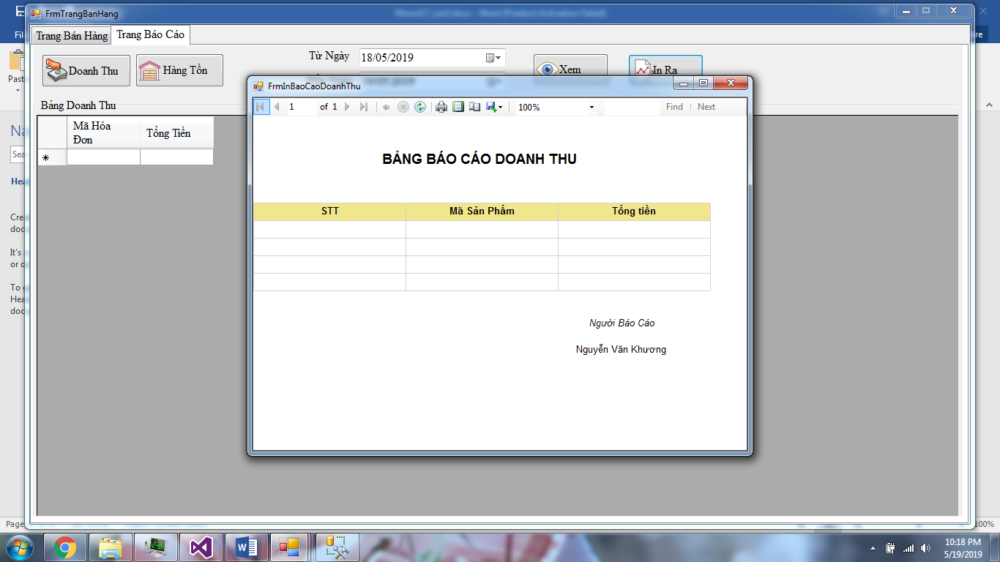 FrmTrangBanHang
Trang Bán Hàng
Trang Báo Cáo
Doanh Thu
Hàng Tồn
Từ Ngày
18/05/2019
Xem
In Ra
Bảng Doanh Thu
Mã Hóa
Đơn
Tổng Tiền
FrmInBaoCaoDoanhThu
1 of 1
100%
Find | Next
BẢNG BÁO CÁO DOANH THU
STT Mã Sản Phẩm Tổng tiền
Người Báo Cáo
Nguyễn Văn Khương
Page
100%
10:18 PM
5/19/2019